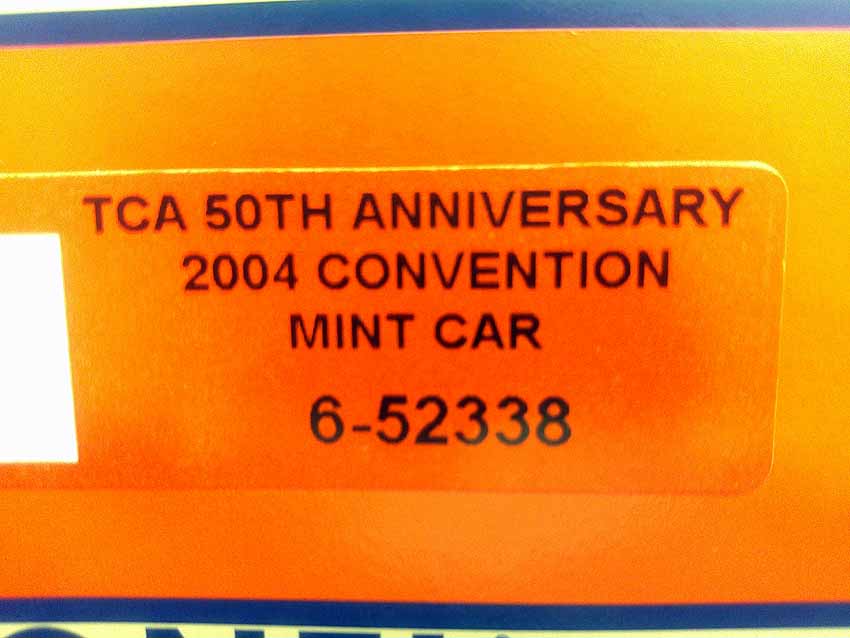 TCA 50TH ANNIVERSARY
2004 CONVENTION
MINT CAR
6-52338